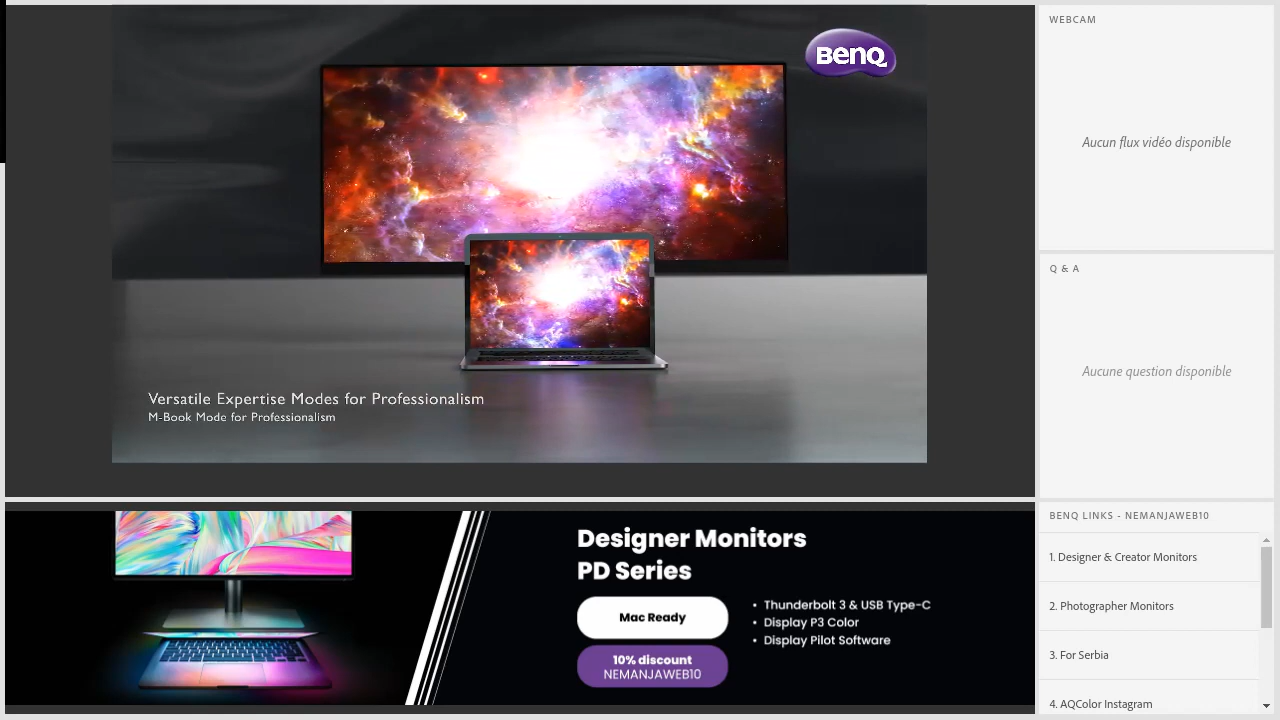 BenQ
Versatile Expertise Modes for Professionalism
M-Book Mode for Professionalism
WEBCAM
Aucun flux vidéo disponible
Q & A
Aucune question disponible
Designer Monitors
PD Series
Mac Ready
10% discount
NEMANJAWEB10
• Thunderbolt 3 & USB Type-C
• Display P3 Color
• Display Pilot Software
BENQ LINKS - NEMANJAWEB10
1. Designer & Creator Monitors
2. Photographer Monitors
3. For Serbia
4. AQColor Instagram